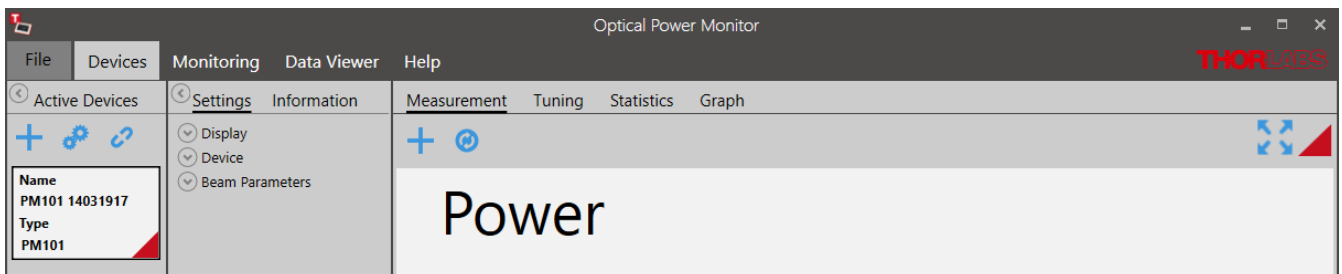 Optical Power Monitor
File Devices Monitoring Data Viewer Help
THORLABS
Active Devices
Settings Information
Measurement Tuning Statistics Graph
Display
Device
Beam Parameters
Name
PM101 14031917
Type
PM101
Power